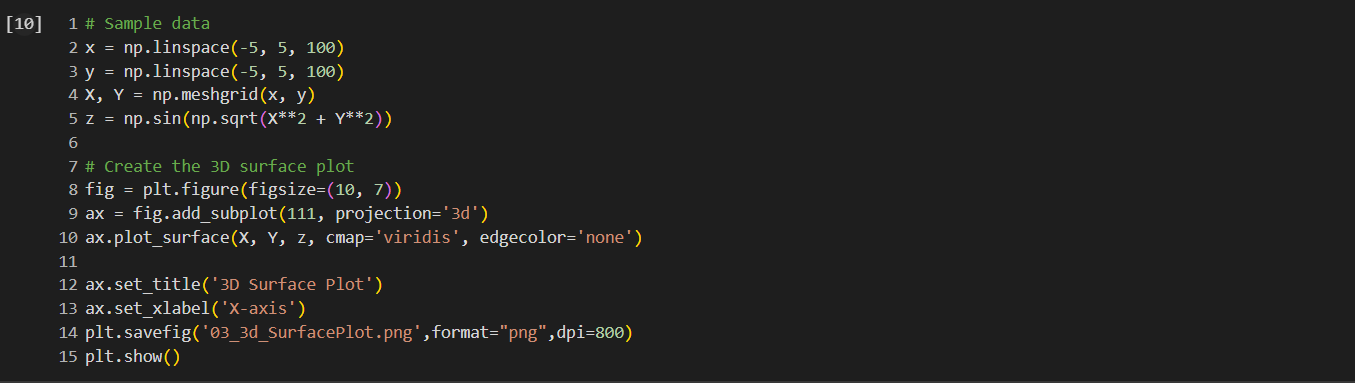 [10] 1 # Sample data
2 x = np.linspace(-5, 5, 100)
3 y = np.linspace(-5, 5, 100)
4 X, Y = np.meshgrid(x, y)
5 z = np.sin(np.sqrt(X**2 + Y**2))
6
7 # Create the 3D surface plot
8 fig = plt.figure(figsize=(10, 7))
9 ax = fig.add_subplot(111, projection='3d')
10 ax.plot_surface(X, Y, z, cmap='viridis', edgecolor='none')
11
12 ax.set_title('3D Surface Plot')
13 ax.set_xlabel('X-axis')
14 plt.savefig('03_3d_SurfacePlot.png',format="png",dpi=800)
15 plt.show()